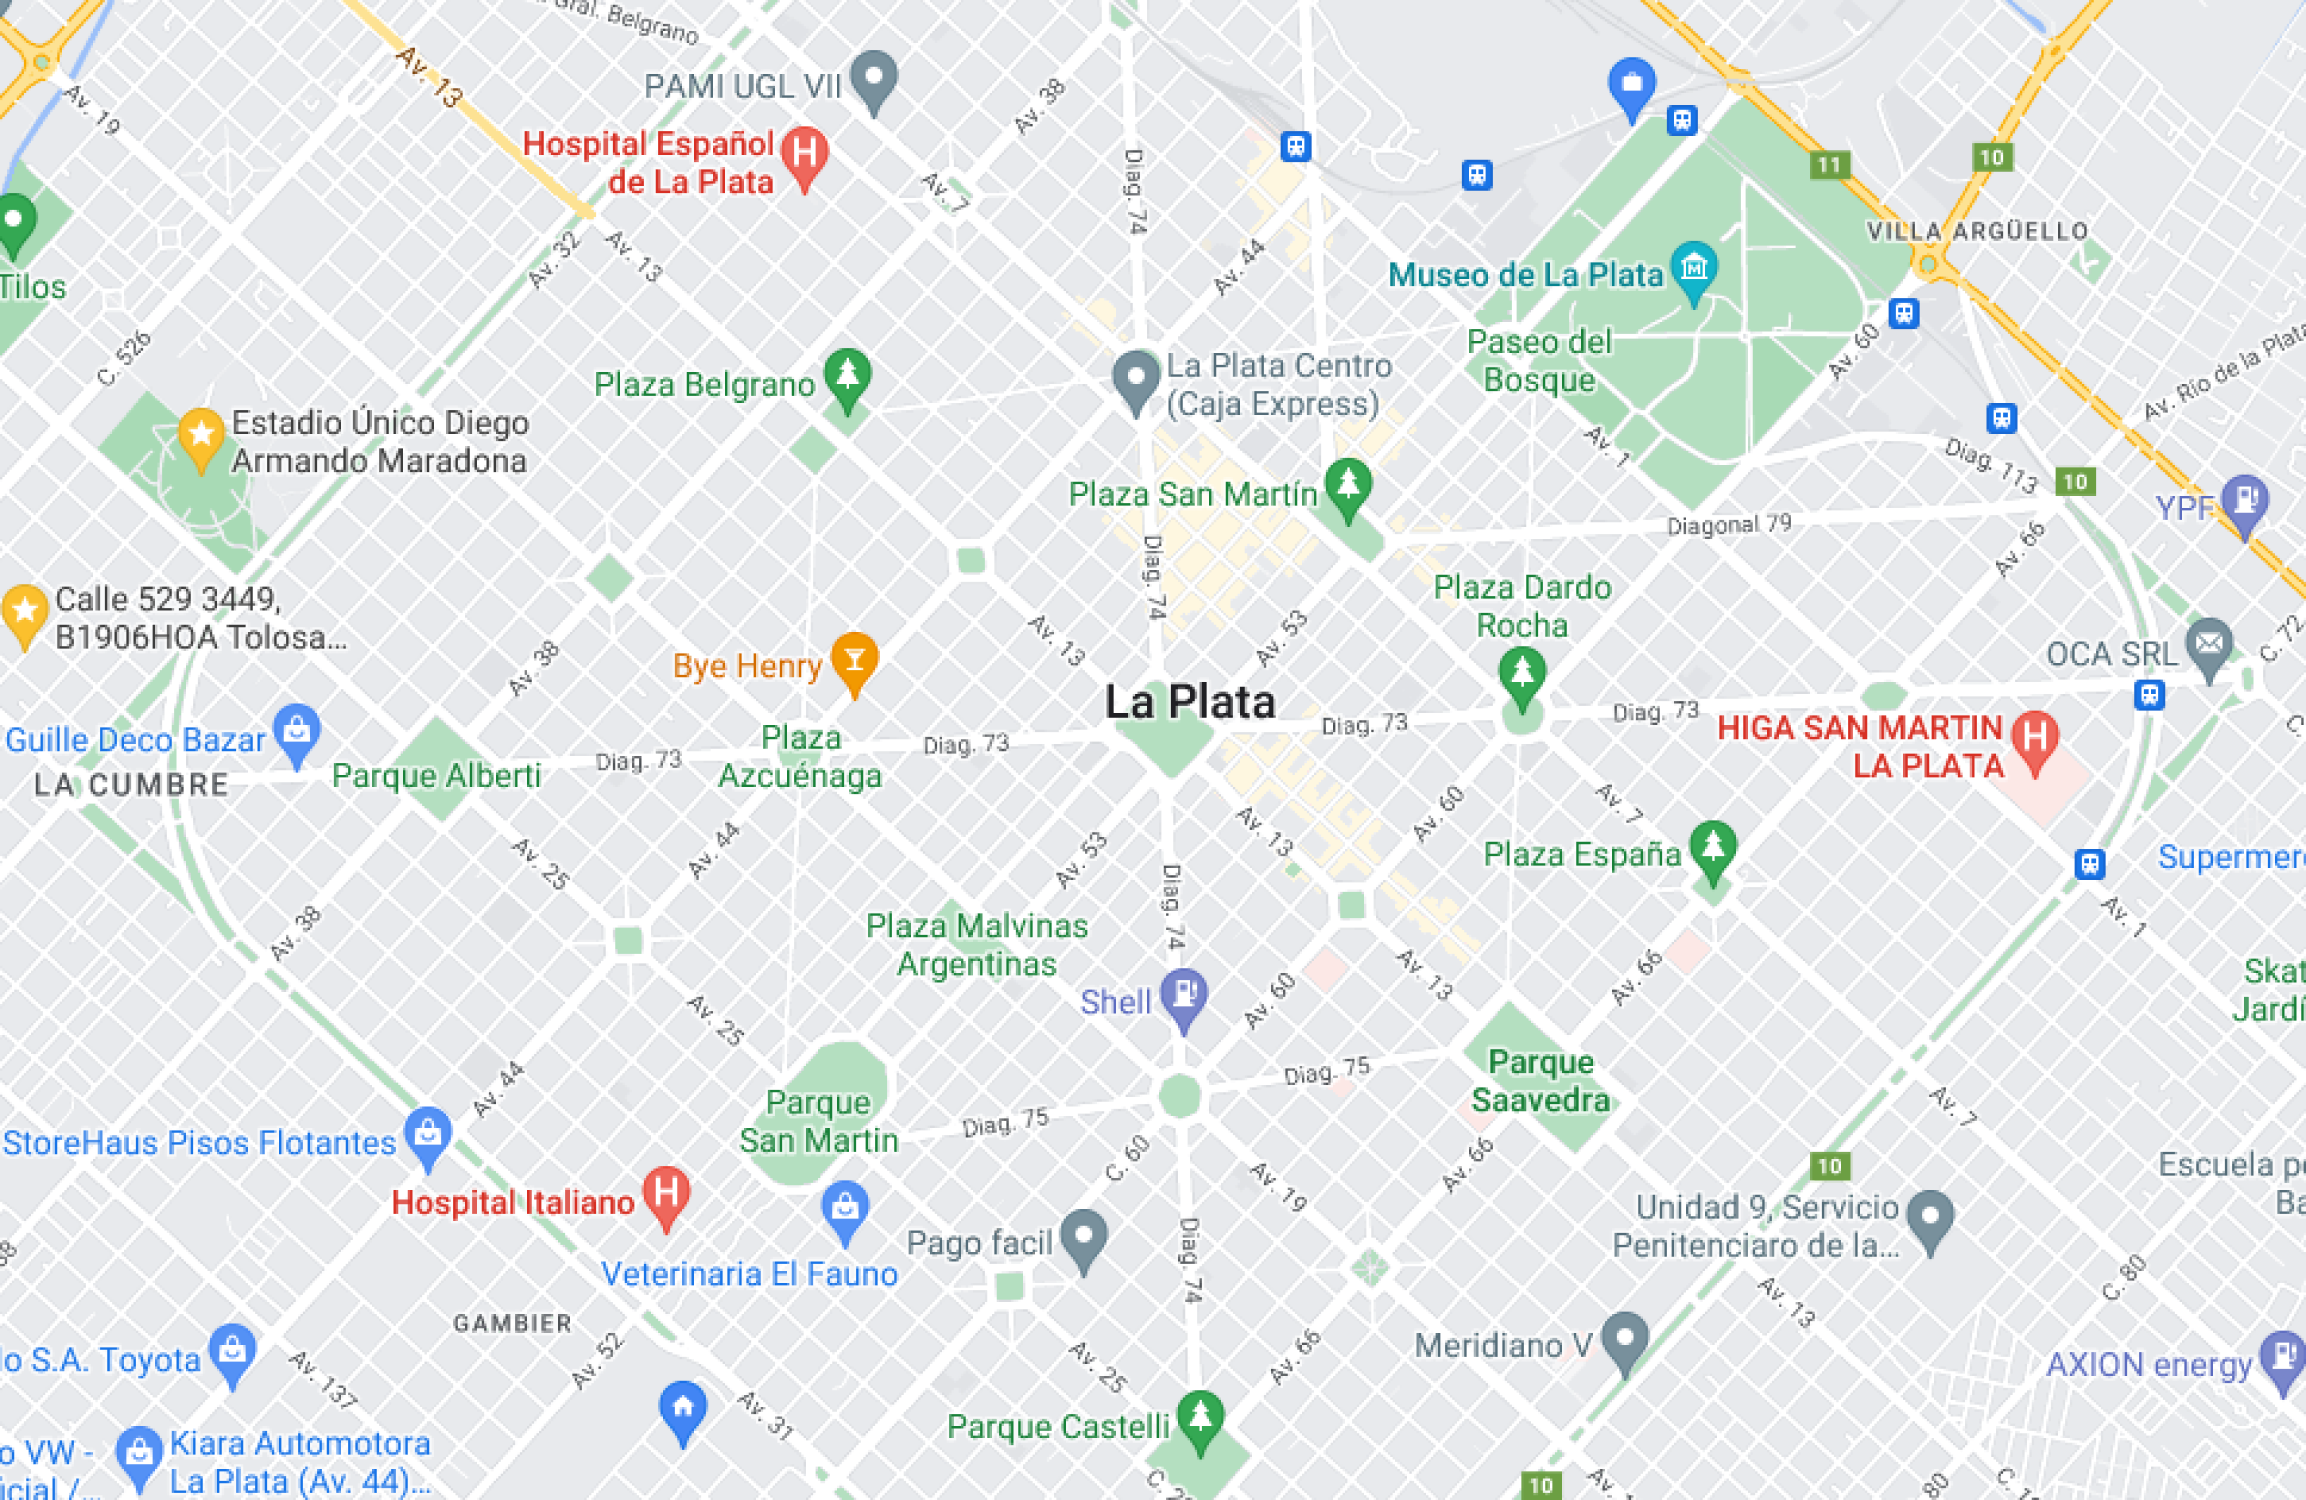 Gral. Belgrano
Av. 13
PAMI UGL VII
Av. 38
Av. 19
Hospital Español
de La Plata
H
Diag. 74
11
10
Av. 7
VILLA ARGÜELLO
Av. 32
Av. 13
Av. 44
Museo de La Plata
Tilos
C. 526
Paseo del
Bosque
Av. 60
Av. Río de la Plata
Plaza Belgrano
La Plata Centro
(Caja Express)
Estadio Único Diego
Armando Maradona
Av. 1
Diag. 113
10
Plaza San Martín
YPF
Diagonal 79
Av. 66
Diag. 74
Calle 529 3449,
B1906HOA Tolosa...
Plaza Dardo
Rocha
Av. 13
Av. 53
C. 72
OCA SRL
Bye Henry
Av. 38
La Plata
Diag. 73
Diag. 73
HIGA SAN MARTIN
LA PLATA
H
Guille Deco Bazar
LA CUMBRE
Parque Alberti
Diag. 73
Plaza
Azcuénaga
Diag. 73
Av. 7
Av. 60
Av. 13
Plaza España
Av. 25
Av. 44
Av. 53
Diag. 74
Av. 38
Plaza Malvinas
Argentinas
Av. 1
Av. 13
Av. 66
Shell
Av. 60
Av. 25
Parque
Saavedra
Diag. 75
Av. 44
Parque
San Martin
Diag. 75
Av. 7
StoreHaus Pisos Flotantes
C. 60
Av. 66
10
Hospital Italiano
H
Av. 19
Unidad 9, Servicio
Penitenciaro de la...
Pago facil
Diag. 74
Veterinaria El Fauno
C. 80
Av. 13
GAMBIER
Meridiano V
Av. 52
Av. 66
Av. 25
S.A. Toyota
Av. 137
AXION energy
Av. 31
Parque Castelli
VW -
Kiara Automotora
La Plata (Av. 44)...
10
80